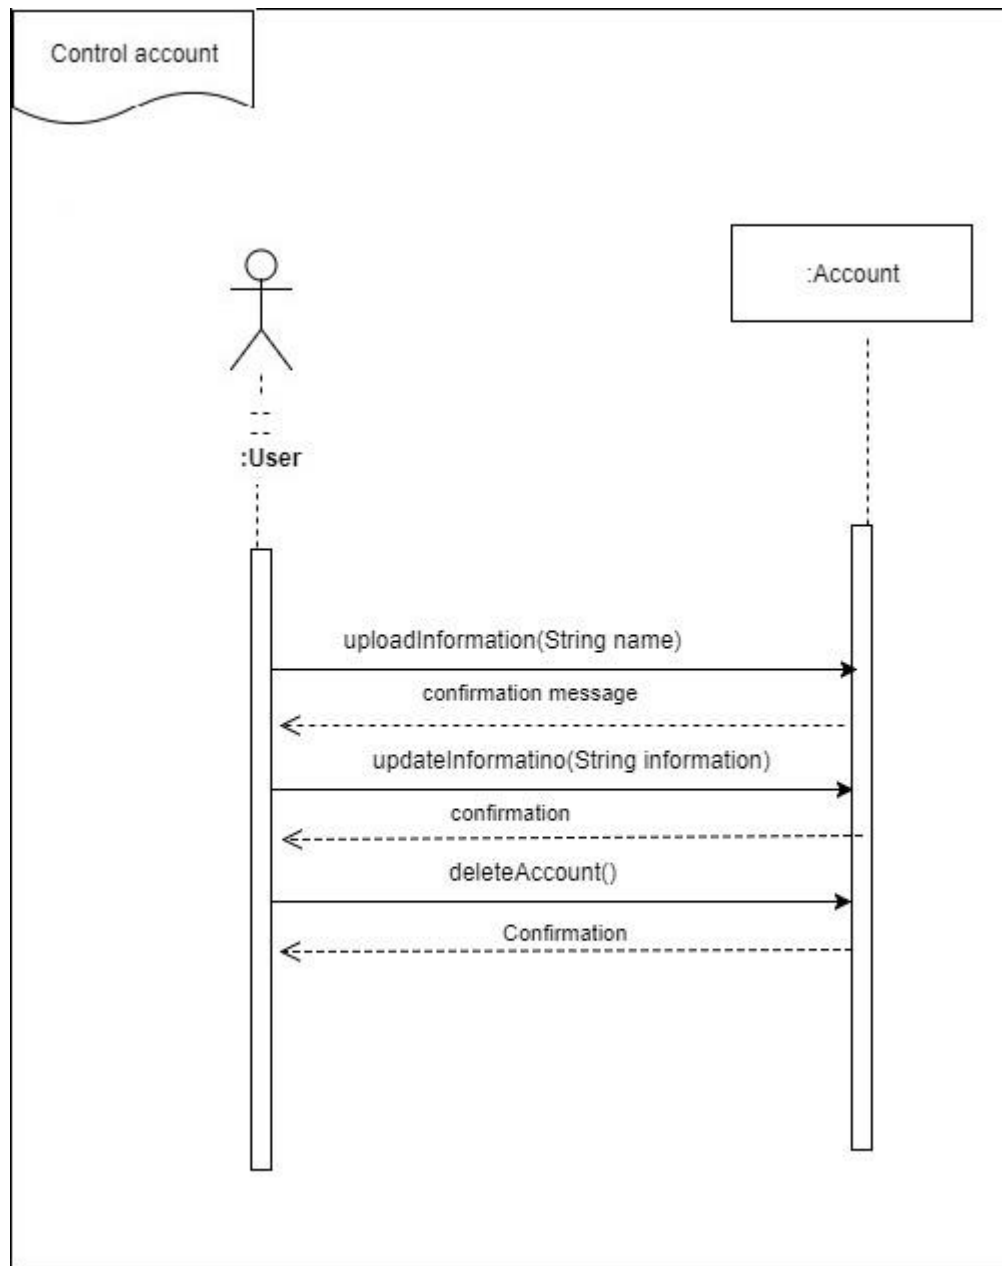 Control account
:Account
:User
uploadInformation(String name)
confirmation message
updateInformatino(String information)
confirmation
deleteAccount()
Confirmation